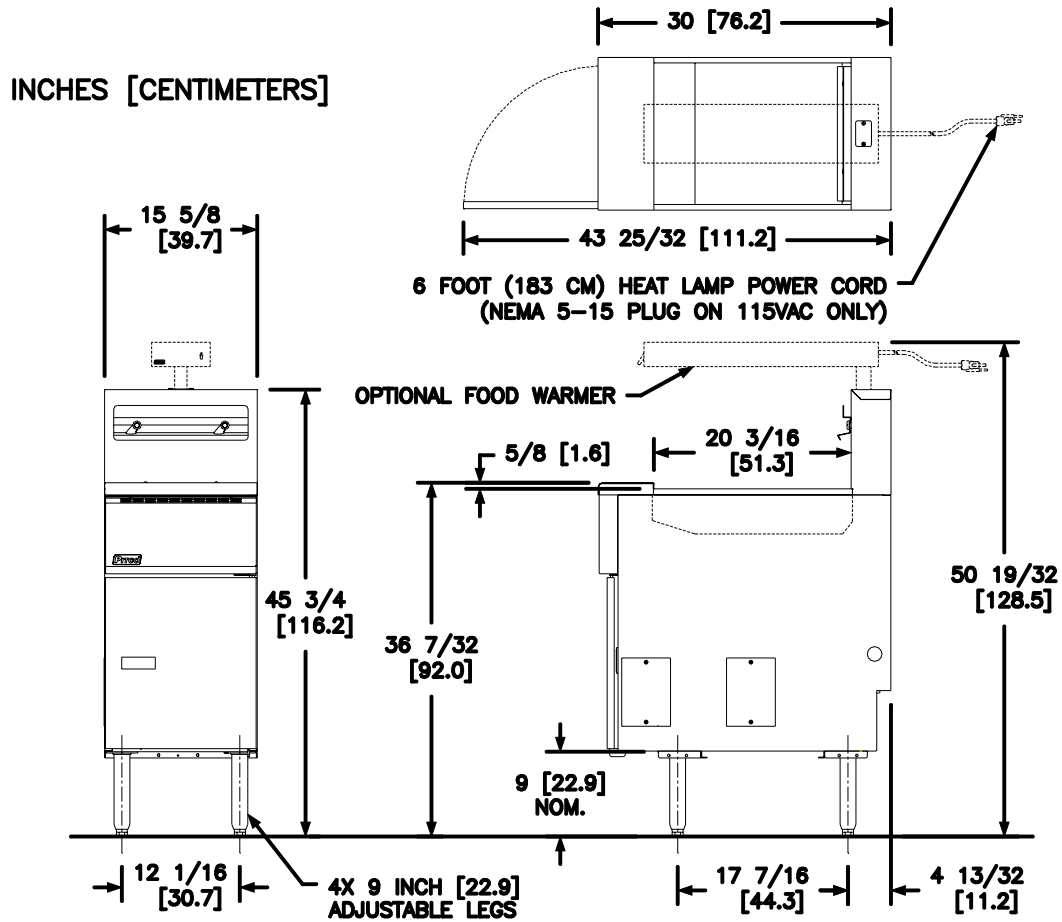 30 [76.2]
INCHES [CENTIMETERS]
15 5/8
[39.7]
43 25/32 [111.2]
6 FOOT (183 CM) HEAT LAMP POWER CORD
(NEMA 5-15 PLUG ON 115VAC ONLY)
OPTIONAL FOOD WARMER
5/8 [1.6]
20 3/16
[51.3]
Pitco
45 3/4
[116.2]
36 7/32
[92.0]
50 19/32
[128.5]
9 [22.9]
NOM.
12 1/16
[30.7]
4X 9 INCH [22.9]
ADJUSTABLE LEGS
17 7/16
[44.3]
4 13/32
[11.2]